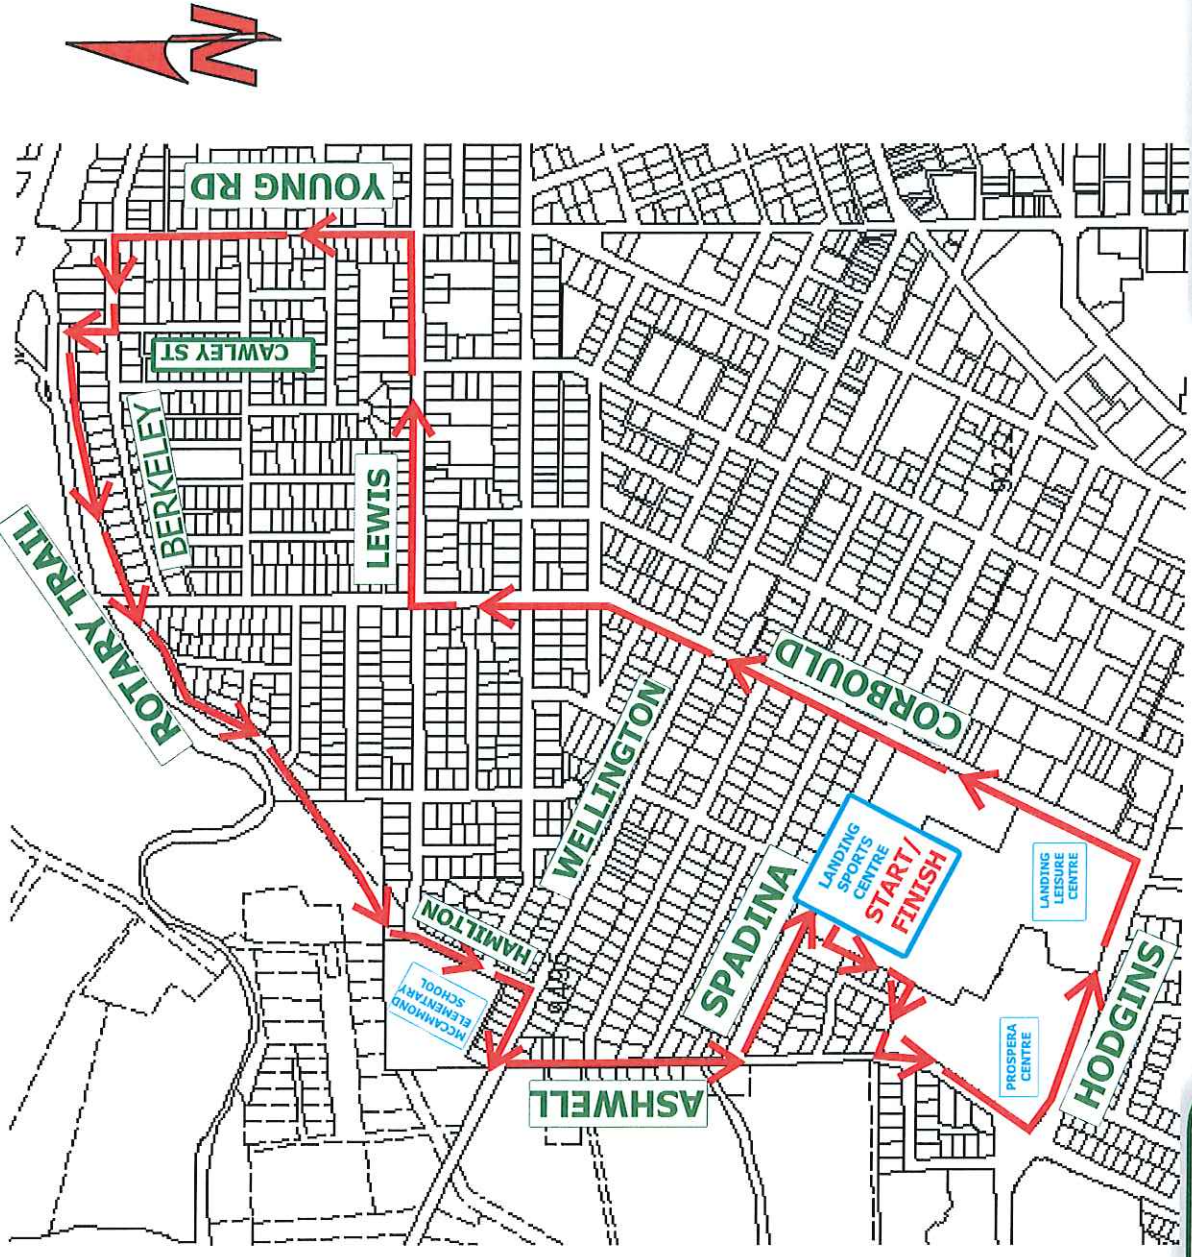 N
YOUNG RD
CAWLEY ST
BERKELEY
ROTARY TRAIL
LEWIS
CORBOULD
WELLINGTON
HAMILTON
MCCAMMOND
ELEMENTARY
SCHOOL
SPADINA
LANDING
SPORTS
CENTRE
START/
FINISH
LANDING
LEISURE
CENTRE
PROSPERA
CENTRE
HODGINS
ASHWELL